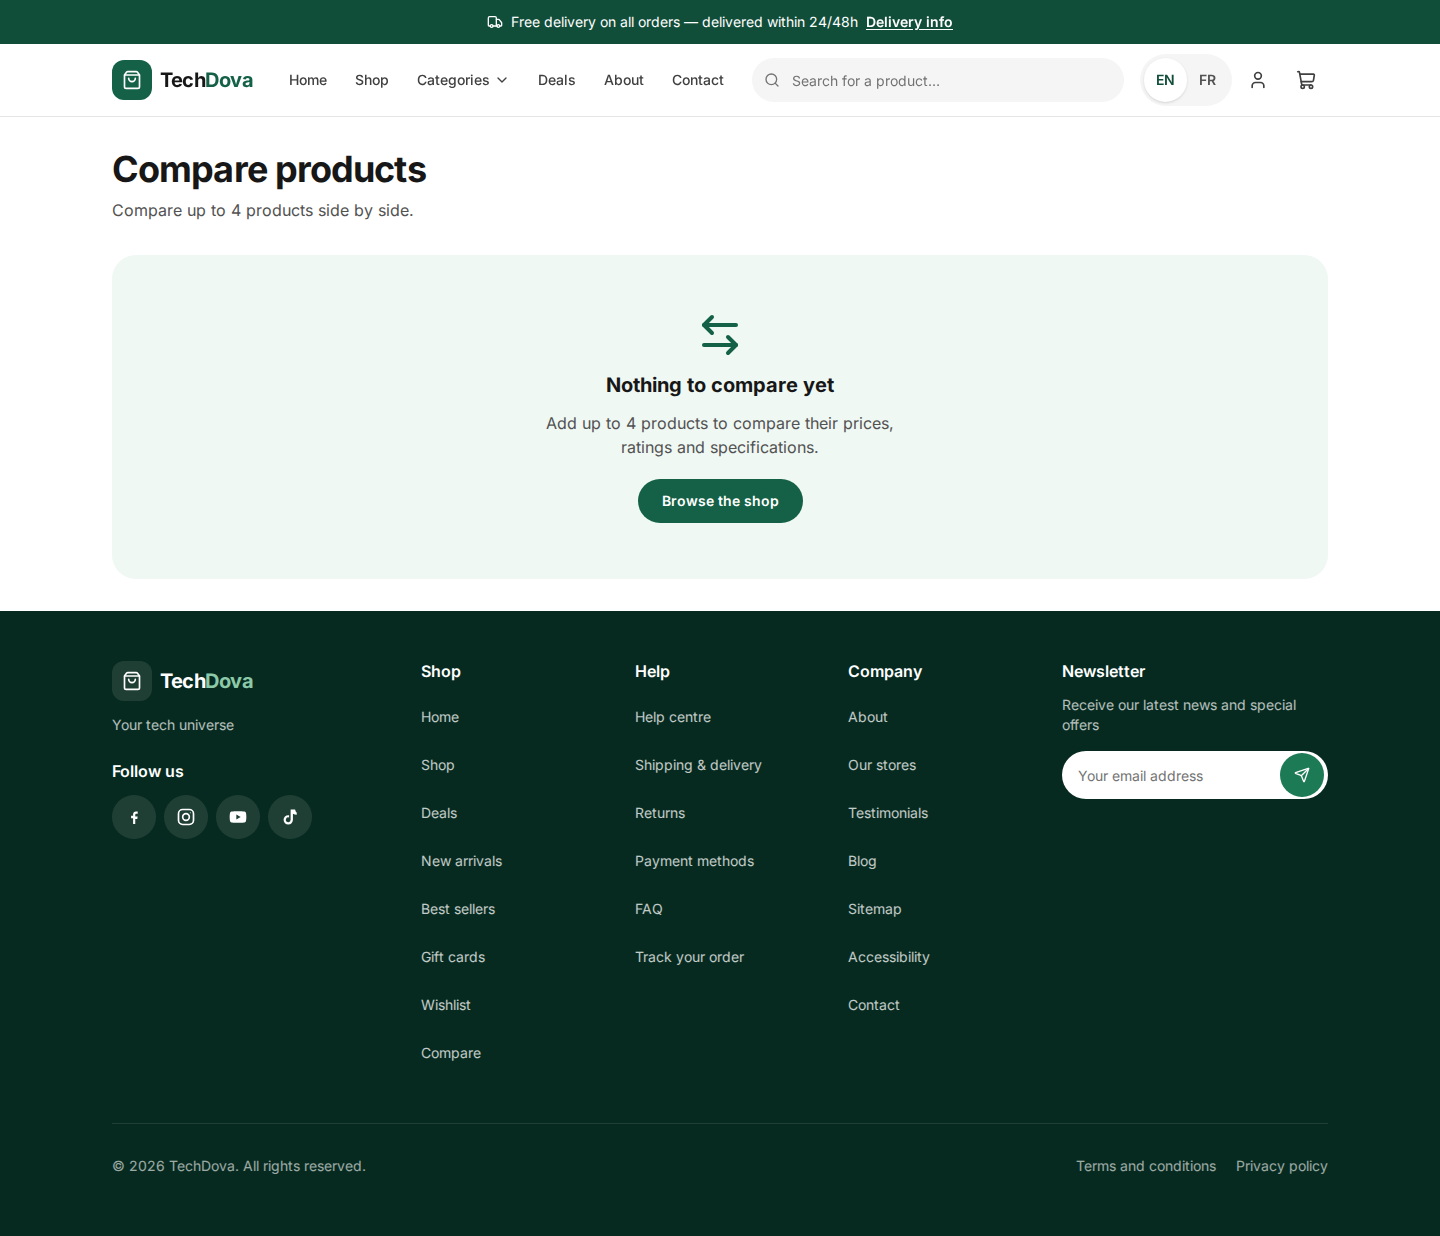 Free delivery on all orders — delivered within 24/48h Delivery info
TechDova
Home
Shop
Categories
Deals
About
Contact
Search for a product...
EN
FR
Compare products
Compare up to 4 products side by side.
Nothing to compare yet
Add up to 4 products to compare their prices,
ratings and specifications.
Browse the shop
TechDova
Your tech universe
Follow us
Shop
Home
Shop
Deals
New arrivals
Best sellers
Gift cards
Wishlist
Compare
Help
Help centre
Shipping & delivery
Returns
Payment methods
FAQ
Track your order
Company
About
Our stores
Testimonials
Blog
Sitemap
Accessibility
Contact
Newsletter
Receive our latest news and special
offers
Your email address
© 2026 TechDova. All rights reserved.
Terms and conditions
Privacy policy